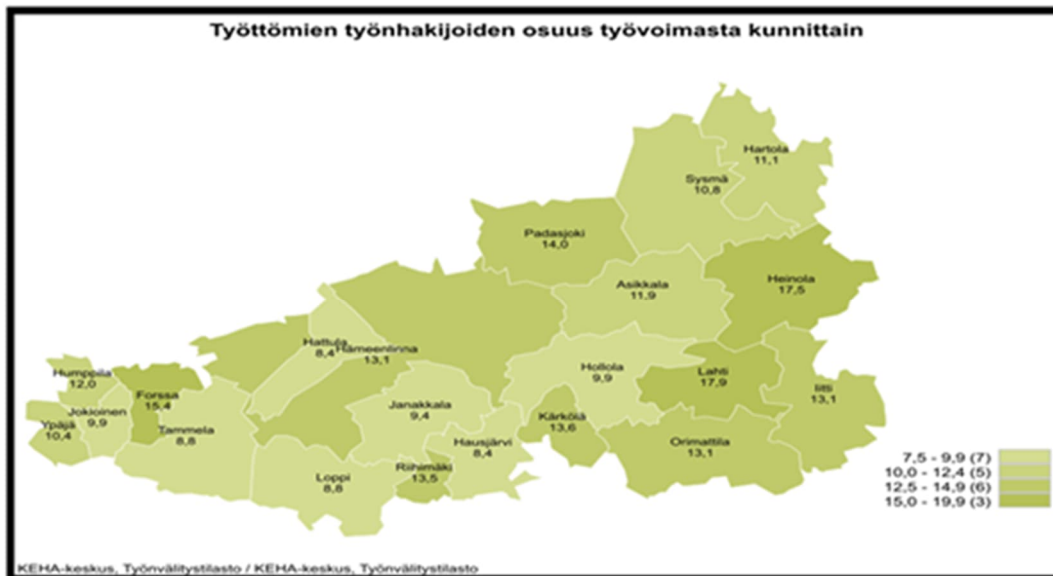 Työttömien työnhakijoiden osuus työvoimasta kunnittain
Hartola
11,1
Sysmä
10,8
Padasjoki
14,0
Heinola
17,5
Asikkala
11,9
Hattula
8,4
Hämeenlinna
13,1
Hollola
9,9
Lahti
17,9
Iitti
13,1
Humppila
12,0
Forssa
15,4
Jokioinen
9,9
Ypäjä
10,4
Tammela
8,8
Janakkala
9,4
Kärkölä
13,6
Hausjärvi
8,4
Orimattila
13,1
Riihimäki
13,5
Loppi
8,8
7,5 - 9,9 (7)
10,0 - 12,4 (5)
12,5 - 14,9 (6)
15,0 - 19,9 (3)
KEHA-keskus, Työnvälitystilasto / KEHA-keskus, Työnvälitystilasto